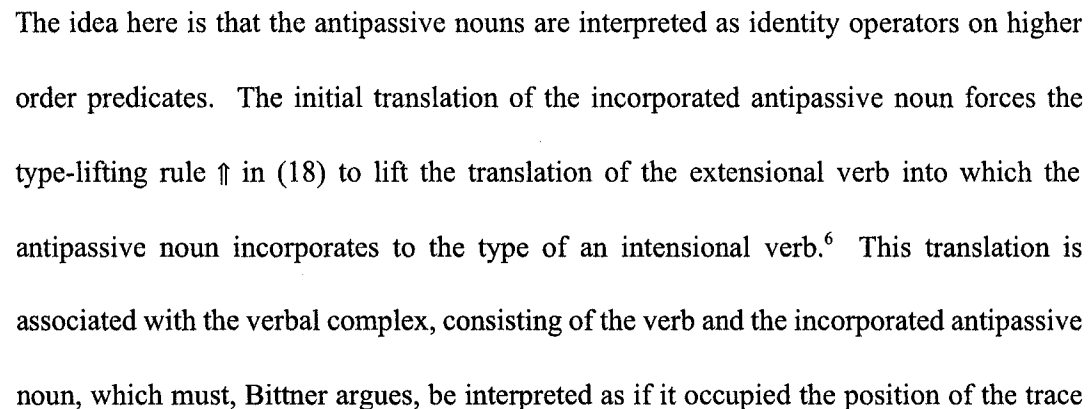 The idea here is that the antipassive nouns are interpreted as identity operators on higher
order predicates. The initial translation of the incorporated antipassive noun forces the
type-lifting rule ⇑ in (18) to lift the translation of the extensional verb into which the
antipassive noun incorporates to the type of an intensional verb.⁶ This translation is
associated with the verbal complex, consisting of the verb and the incorporated antipassive
noun, which must, Bittner argues, be interpreted as if it occupied the position of the trace